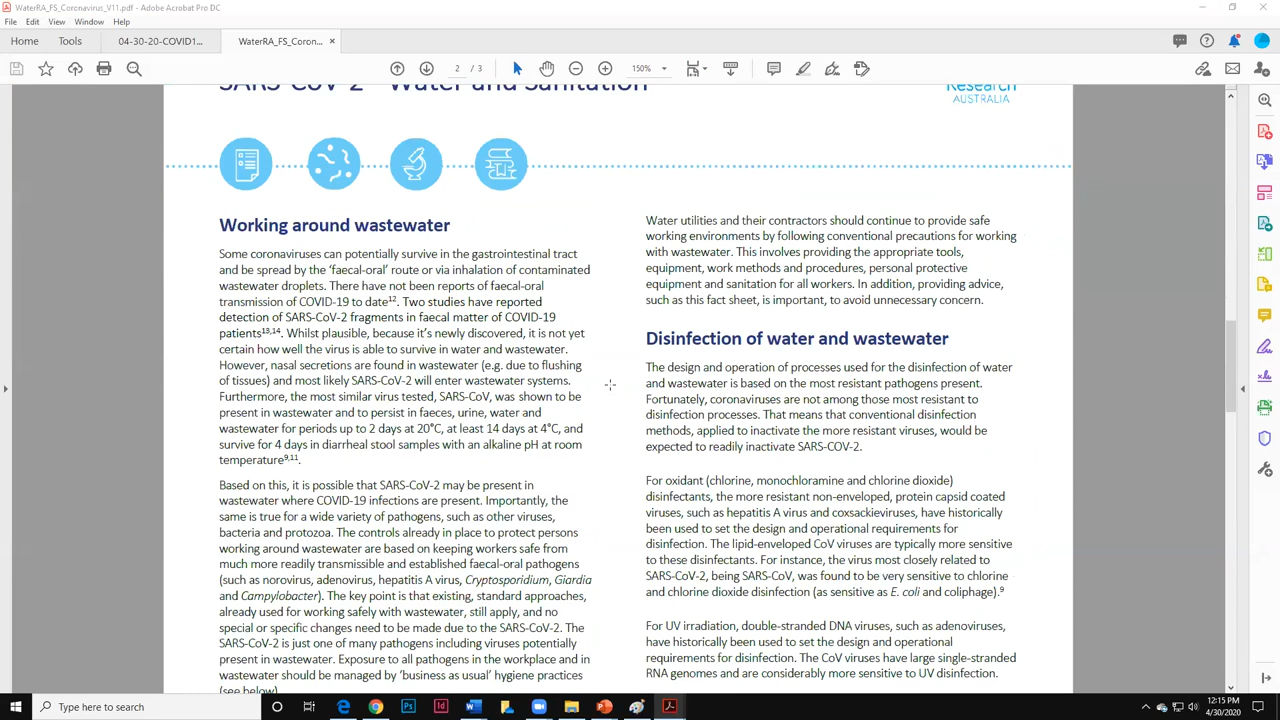 WaterRA_FS_Coronavirus_V11.pdf - Adobe Acrobat Pro DC
File Edit View Window Help
Home Tools 04-30-20-COVID1... WaterRA_FS_Coron... ×
2 / 3 150%
SARS-CoV-2 - Water and Sanitation
Research
AUSTRALIA
Working around wastewater
Some coronaviruses can potentially survive in the gastrointestinal tract
and be spread by the ‘faecal-oral’ route or via inhalation of contaminated
wastewater droplets. There have not been reports of faecal-oral
transmission of COVID-19 to date12. Two studies have reported
detection of SARS-CoV-2 fragments in faecal matter of COVID-19
patients13,14. Whilst plausible, because it’s newly discovered, it is not yet
certain how well the virus is able to survive in water and wastewater.
However, nasal secretions are found in wastewater (e.g. due to flushing
of tissues) and most likely SARS-CoV-2 will enter wastewater systems.
Furthermore, the most similar virus tested, SARS-CoV, was shown to be
present in wastewater and to persist in faeces, urine, water and
wastewater for periods up to 2 days at 20°C, at least 14 days at 4°C, and
survive for 4 days in diarrheal stool samples with an alkaline pH at room
temperature9,11.
Based on this, it is possible that SARS-CoV-2 may be present in
wastewater where COVID-19 infections are present. Importantly, the
same is true for a wide variety of pathogens, such as other viruses,
bacteria and protozoa. The controls already in place to protect persons
working around wastewater are based on keeping workers safe from
much more readily transmissible and established faecal-oral pathogens
(such as norovirus, adenovirus, hepatitis A virus, Cryptosporidium, Giardia
and Campylobacter). The key point is that existing, standard approaches,
already used for working safely with wastewater, still apply, and no
special or specific changes need to be made due to the SARS-CoV-2. The
SARS-CoV-2 is just one of many pathogens including viruses potentially
present in wastewater. Exposure to all pathogens in the workplace and in
wastewater should be managed by ‘business as usual’ hygiene practices
(see below)
Water utilities and their contractors should continue to provide safe
working environments by following conventional precautions for working
with wastewater. This involves providing the appropriate tools,
equipment, work methods and procedures, personal protective
equipment and sanitation for all workers. In addition, providing advice,
such as this fact sheet, is important, to avoid unnecessary concern.
Disinfection of water and wastewater
The design and operation of processes used for the disinfection of water
and wastewater is based on the most resistant pathogens present.
Fortunately, coronaviruses are not among those most resistant to
disinfection processes. That means that conventional disinfection
methods, applied to inactivate the more resistant viruses, would be
expected to readily inactivate SARS-COV-2.
For oxidant (chlorine, monochloramine and chlorine dioxide)
disinfectants, the more resistant non-enveloped, protein capsid coated
viruses, such as hepatitis A virus and coxsackieviruses, have historically
been used to set the design and operational requirements for
disinfection. The lipid-enveloped CoV viruses are typically more sensitive
to these disinfectants. For instance, the virus most closely related to
SARS-CoV-2, being SARS-CoV, was found to be very sensitive to chlorine
and chlorine dioxide disinfection (as sensitive as E. coli and coliphage).9
For UV irradiation, double-stranded DNA viruses, such as adenoviruses,
have historically been used to set the design and operational
requirements for disinfection. The CoV viruses have large single-stranded
RNA genomes and are considerably more sensitive to UV disinfection.
Type here to search
12:15 PM
4/30/2020